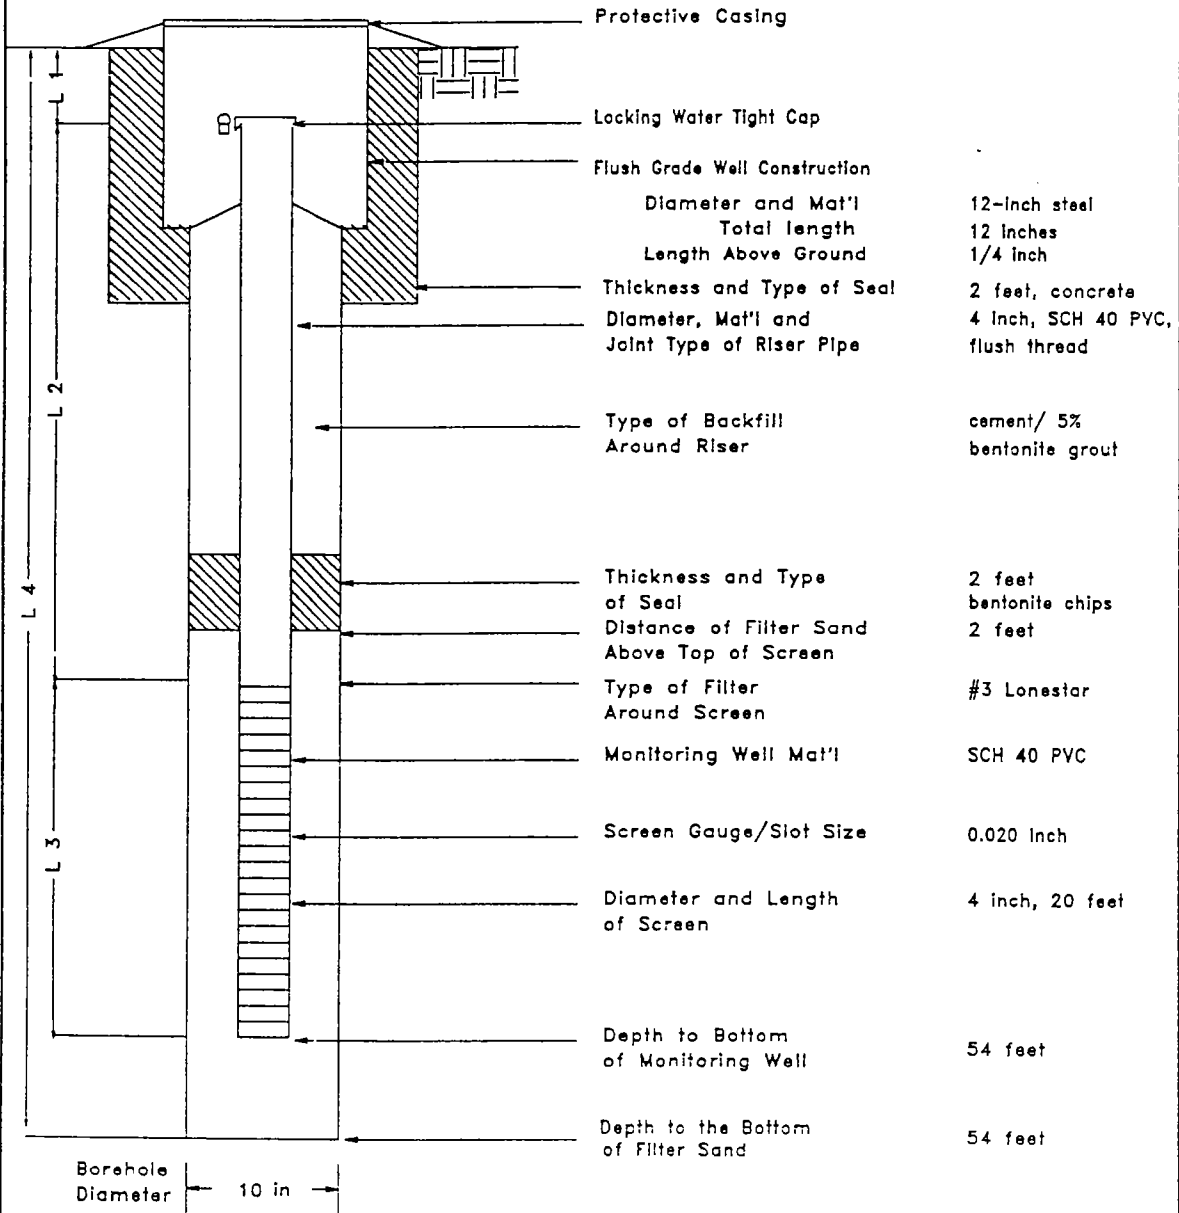 Protective Casing
L 1
Locking Water Tight Cap
Flush Grade Well Construction
Diameter and Mat'l 12-inch steel
Total length 12 inches
Length Above Ground 1/4 inch
Thickness and Type of Seal 2 feet, concrete
Diameter, Mat'l and 4 inch, SCH 40 PVC,
Joint Type of Riser Pipe flush thread
L 2
Type of Backfill cement/ 5%
Around Riser bentonite grout
L 4
Thickness and Type 2 feet
of Seal bentonite chips
Distance of Filter Sand 2 feet
Above Top of Screen
Type of Filter #3 Lonestar
Around Screen
Monitoring Well Mat'l SCH 40 PVC
L 3
Screen Gauge/Slot Size 0.020 inch
Diameter and Length 4 inch, 20 feet
of Screen
Depth to Bottom
of Monitoring Well 54 feet
Depth to the Bottom
of Filter Sand 54 feet
Borehole
Diameter 10 in